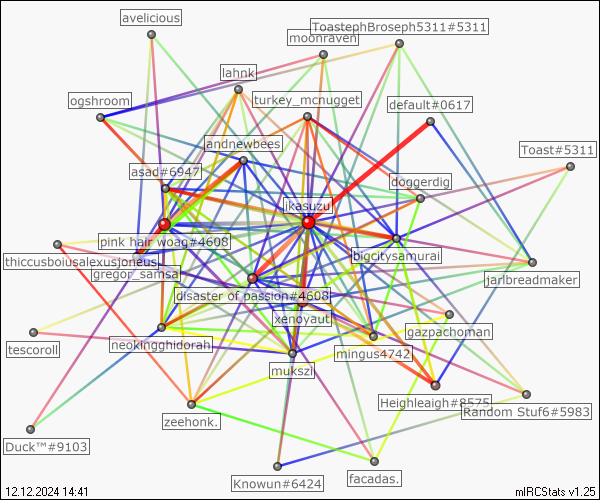 avelicious
ToastephBroseph5311#5311
moonraven
lahnk
ogshroom
turkey_mcnugget
default#0617
andnewbees
Toast#5311
asad#6947
doggerdig
jkasuzu
pink hair woag#4608
bigcitysamurai
thiccusboiusalexusjoneus
gregor_samsa
jarlbreadmaker
disaster of passion#4608
xenoyaut
gazpachoman
neokingghidorah
mingus4742
tescoroll
mukszi
Heighleaigh#8575
Random Stuf6#5983
zeehonk.
Duck™#9103
Knowun#6424
facadas.
12.12.2024 14:41
mIRCStats v1.25